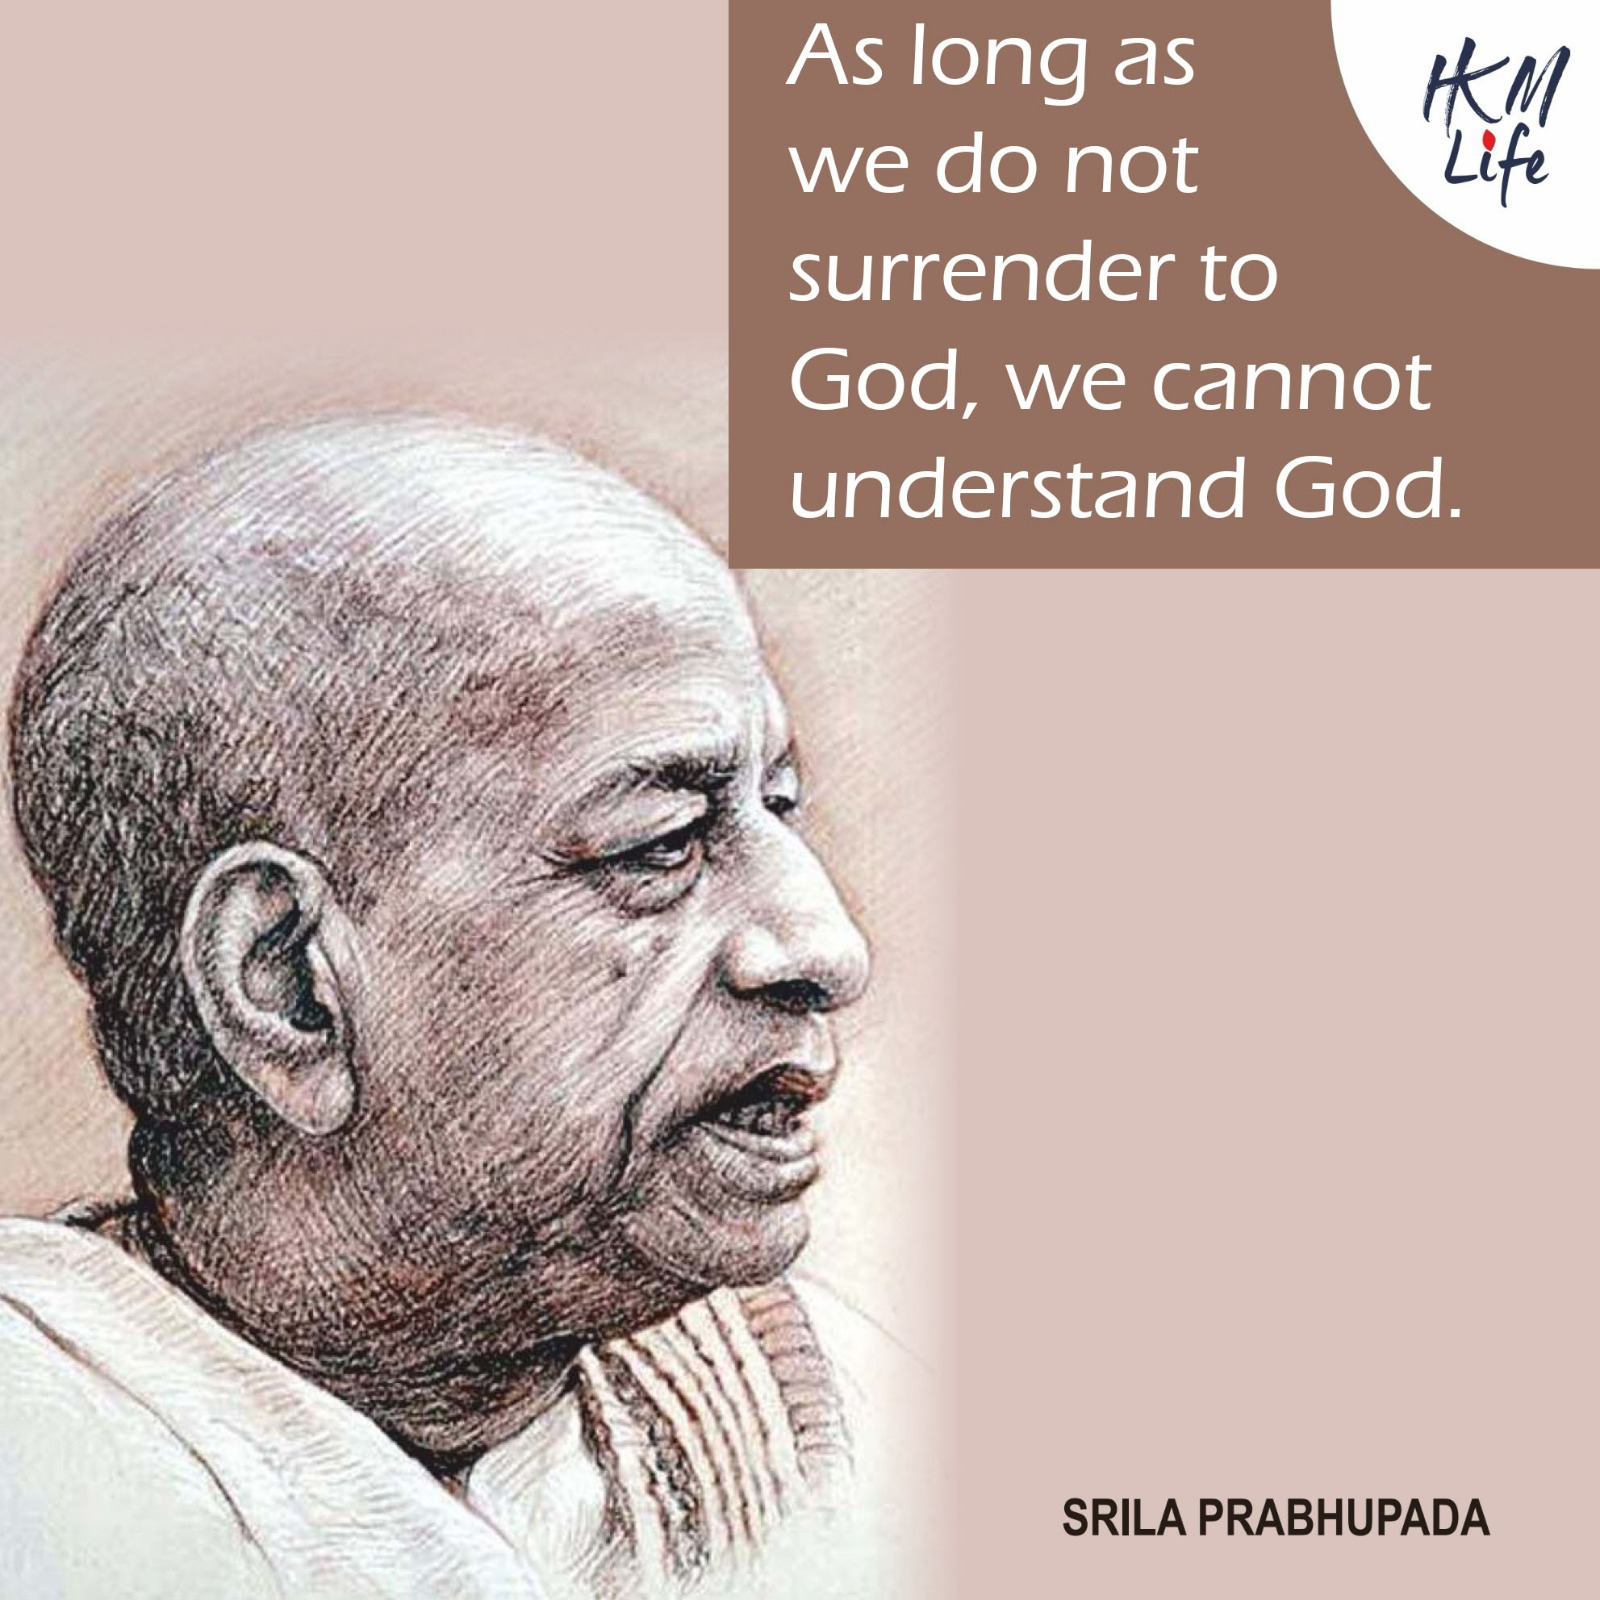 As long as
we do not
surrender to
God, we cannot
understand God.
HKM
Life
SRILA PRABHUPADA